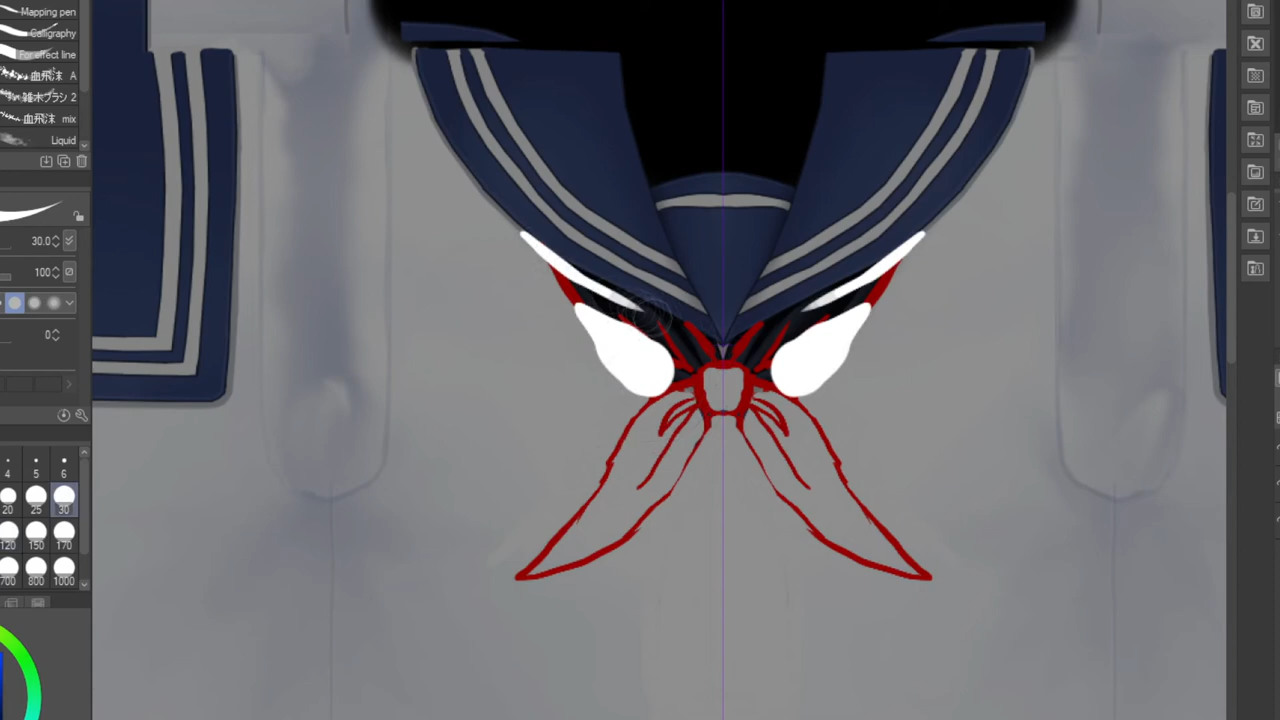 Mapping pen
Calligraphy
For effect line
血飛沫 A
雑木ブラシ 2
血飛沫 mix
Liquid
30.0
100
0
4 5 6
20 25 30
120 150 170
700 800 1000